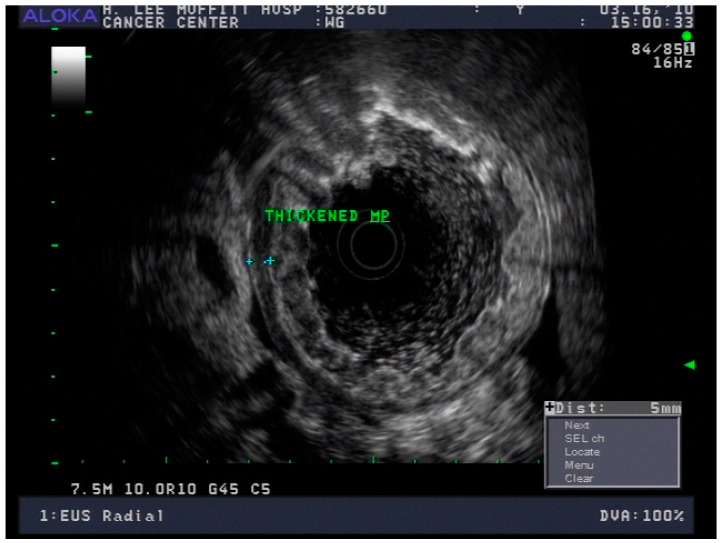 ALOKA
H. LEE MOFFITT HOSP :582660 : Y 03.16,'10
CANCER CENTER :WG : 15:00:33
84/851
16Hz
THICKENED MP
+Dist: 5mm
Next
SEL ch
Locate
Menu
Clear
7.5M 10.0R10 G45 C5
1:EUS Radial DVA:100%